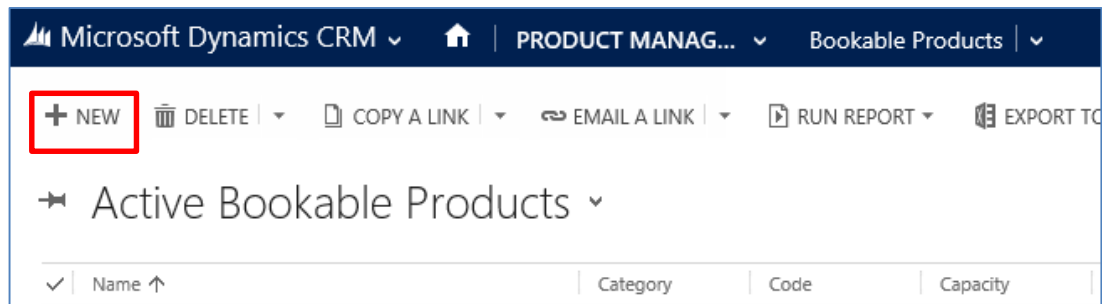 Microsoft Dynamics CRM PRODUCT MANAG... Bookable Products
NEW DELETE COPY A LINK EMAIL A LINK RUN REPORT EXPORT TO
Active Bookable Products
Name Category Code Capacity